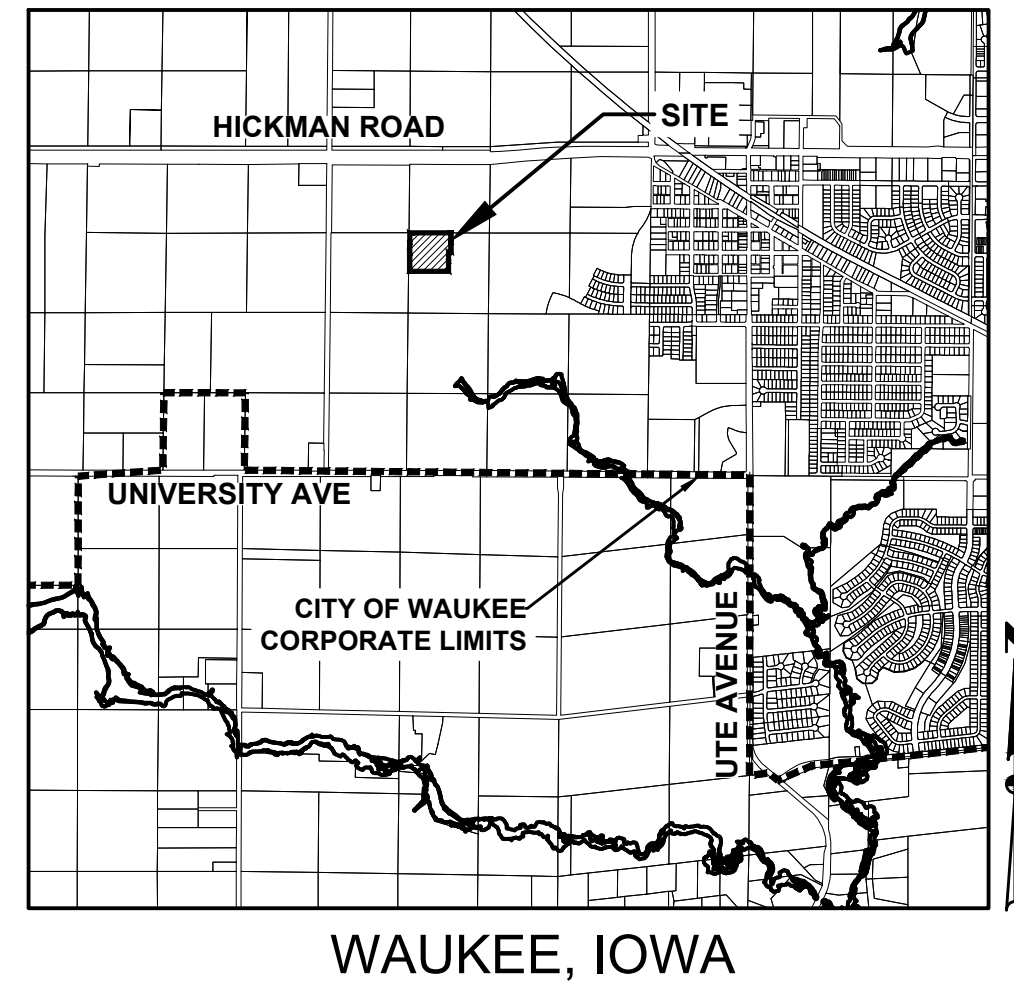 SITE
HICKMAN ROAD
UNIVERSITY AVE
CITY OF WAUKEE
CORPORATE LIMITS
UTE AVENUE
WAUKEE, IOWA